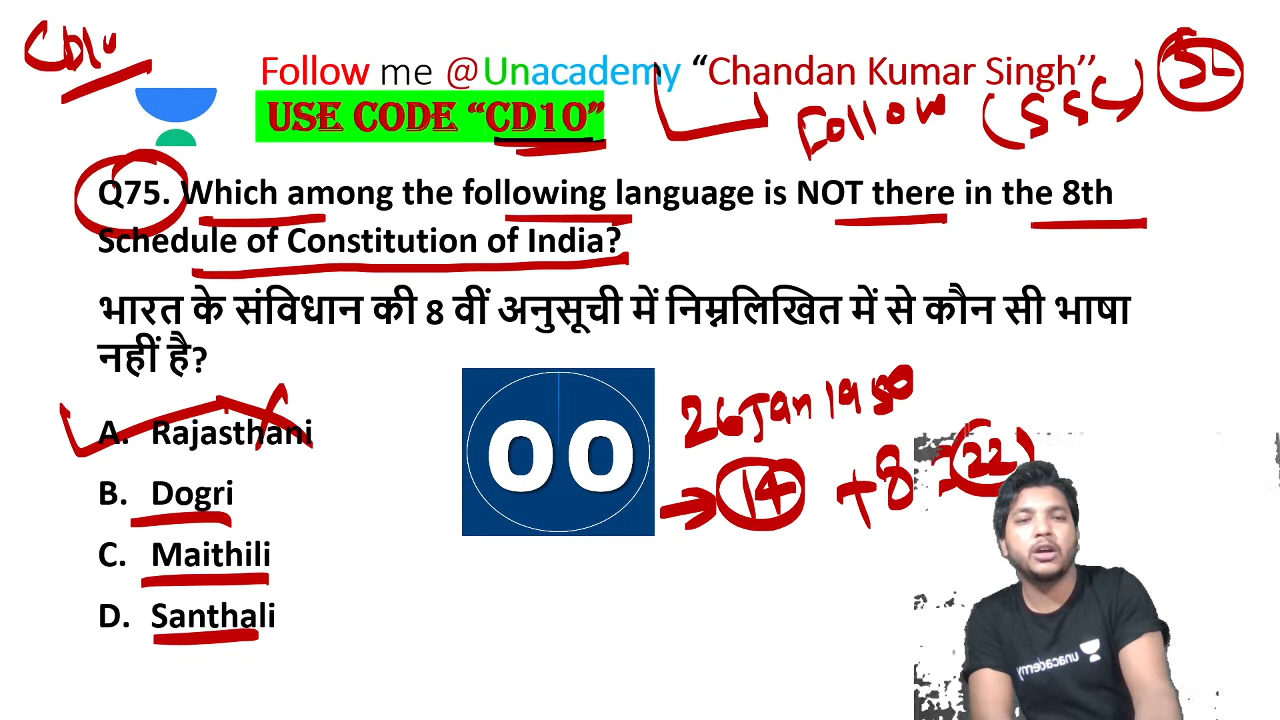 CD10
Follow me @Unacademy “Chandan Kumar Singh’’
USE CODE “CD10”
Follow (SSC)
Q75. Which among the following language is NOT there in the 8th
Schedule of Constitution of India?
भारत के संविधान की 8 वीं अनुसूची में निम्नलिखित में से कौन सी भाषा
नहीं है?
A. Rajasthani
B. Dogri
C. Maithili
D. Santhali
00
26 Jan 1950
→ 14 + 8 = 22
unacademy